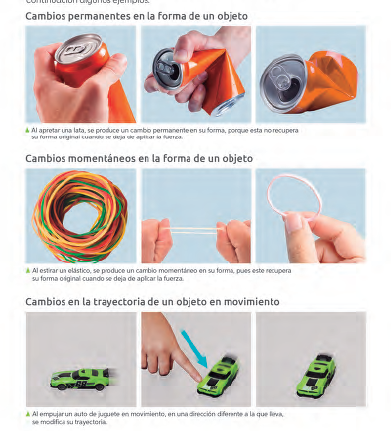 continuación algunos ejemplos.
Cambios permanentes en la forma de un objeto
Al apretar una lata, se produce un cambio permanente en su forma, porque esta no recupera
su forma original cuando se deja de aplicar la fuerza.
Cambios momentáneos en la forma de un objeto
Al estirar un elástico, se produce un cambio momentáneo en su forma, pues este recupera
su forma original cuando se deja de aplicar la fuerza.
Cambios en la trayectoria de un objeto en movimiento
Al empujar un auto de juguete en movimiento, en una dirección diferente a la que lleva,
se modifica su trayectoria.